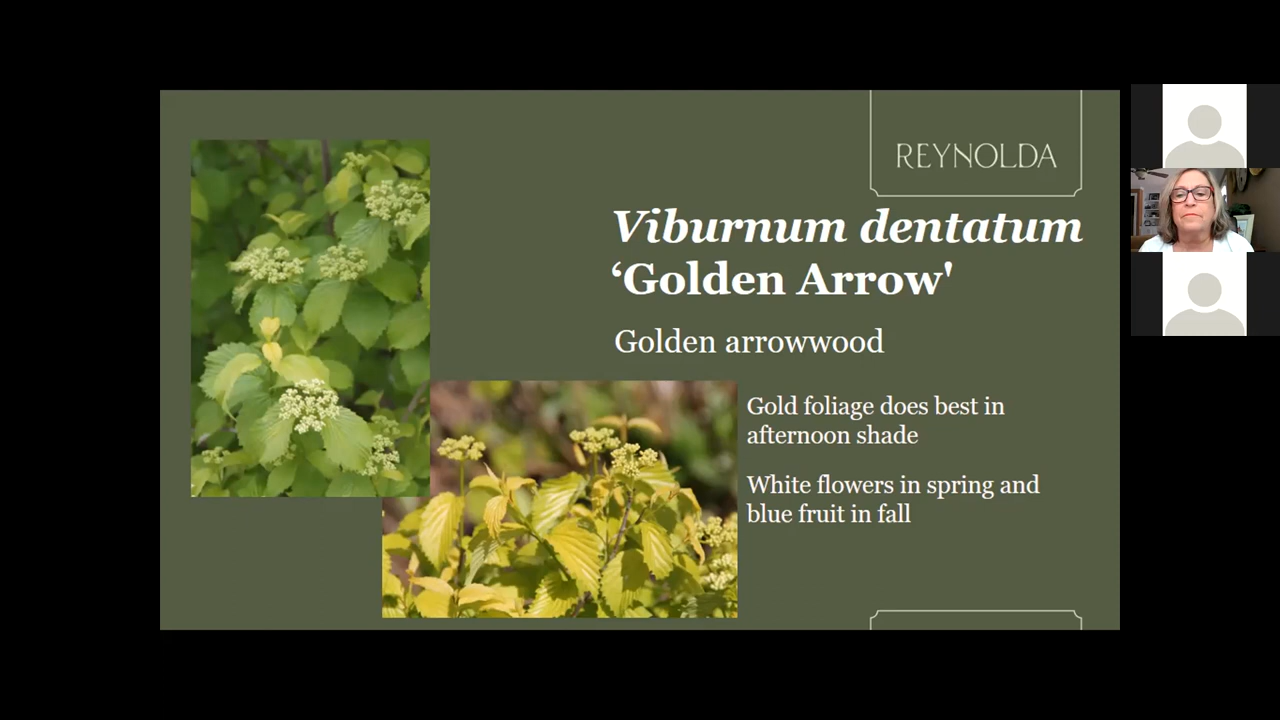 REYNOLDA
Viburnum dentatum
‘Golden Arrow'
Golden arrowwood
Gold foliage does best in
afternoon shade
White flowers in spring and
blue fruit in fall